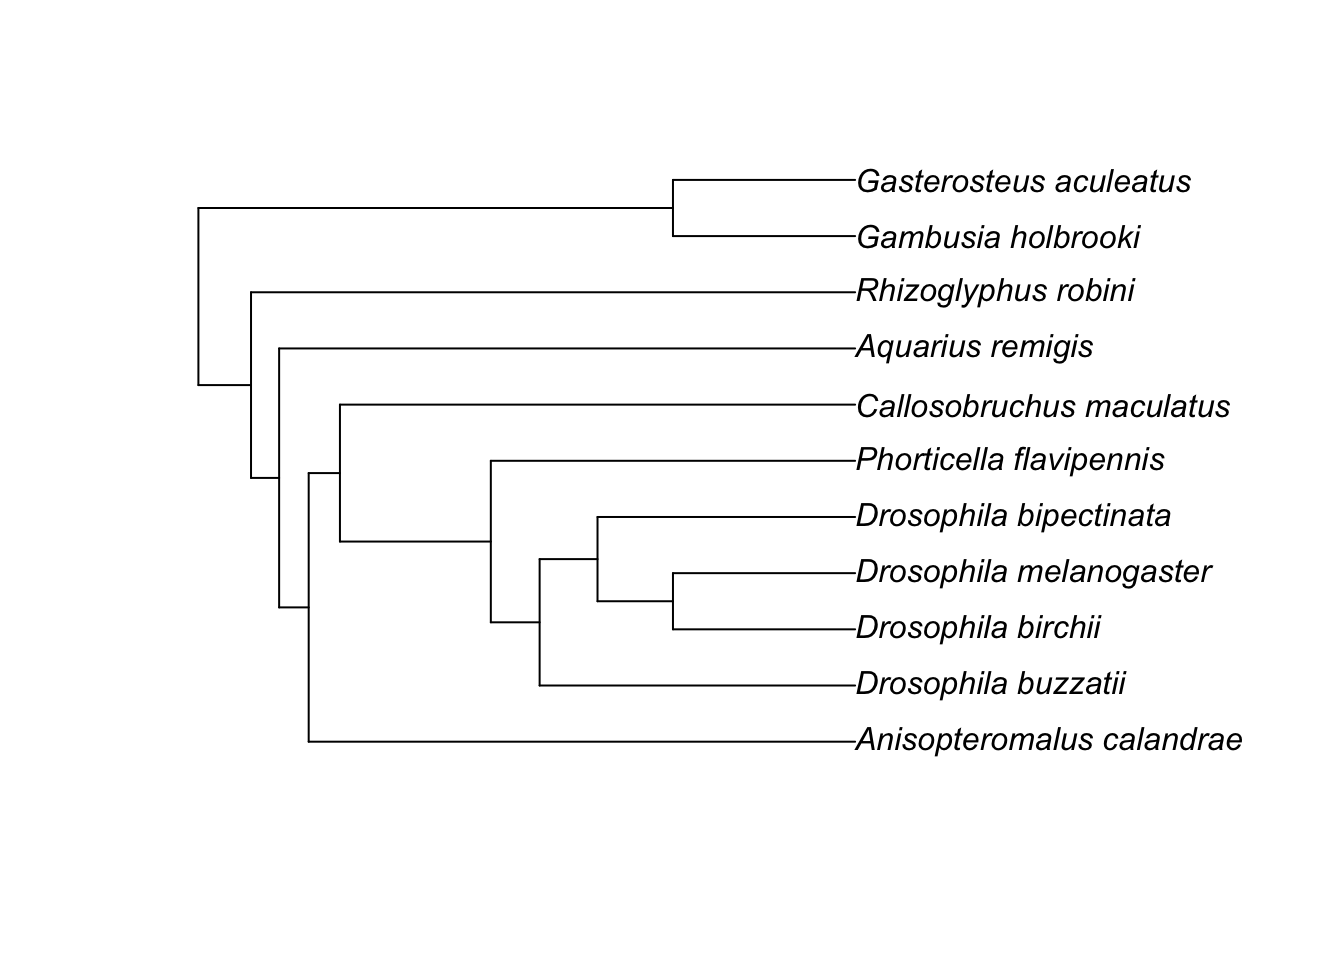 Gasterosteus aculeatus
Gambusia holbrooki
Rhizoglyphus robini
Aquarius remigis
Callosobruchus maculatus
Phorticella flavipennis
Drosophila bipectinata
Drosophila melanogaster
Drosophila birchii
Drosophila buzzatii
Anisopteromalus calandrae